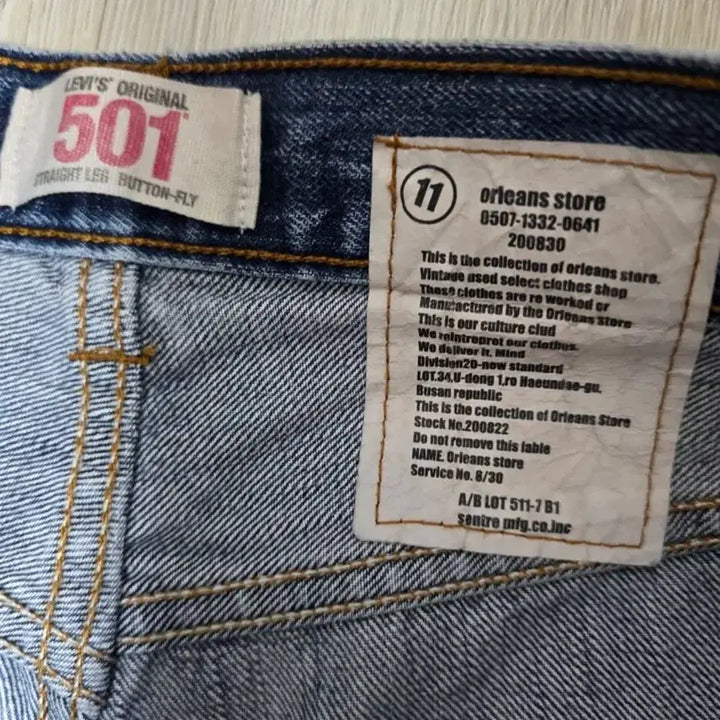 LEVI'S® ORIGINAL
501®
STRAIGHT LEG BUTTON-FLY
11
orleans store
0507-1332-0641
200830
This is the collection of orleans store.
Vintage used select clothes shop
These clothes are re worked or
Manufactured by the Orleans Store
This is our culture clud
We reintropret our clothes.
We deliver it. Mind
Division20-new standard
LOT.34,U-dong 1,ro Haeundae-gu,
Busan republic
This is the collection of Orleans Store
Stock No.200822
Do not remove this lable
NAME. Orleans store
Service No. 8/30
A/B LOT 511-7 B1
sentre mfg.co.inc